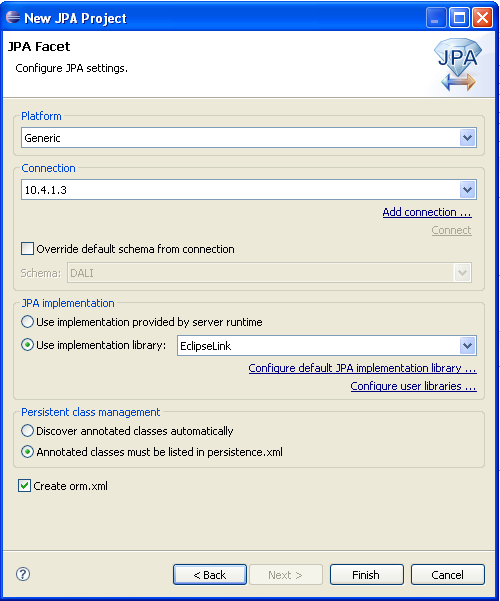 New JPA Project
JPA Facet
Configure JPA settings.
JPA
Platform
Generic
Connection
10.4.1.3
Add connection ...
Connect
Override default schema from connection
Schema: DALI
JPA implementation
Use implementation provided by server runtime
Use implementation library: EclipseLink
Configure default JPA implementation library ...
Configure user libraries ...
Persistent class management
Discover annotated classes automatically
Annotated classes must be listed in persistence.xml
Create orm.xml
? < Back Next > Finish Cancel